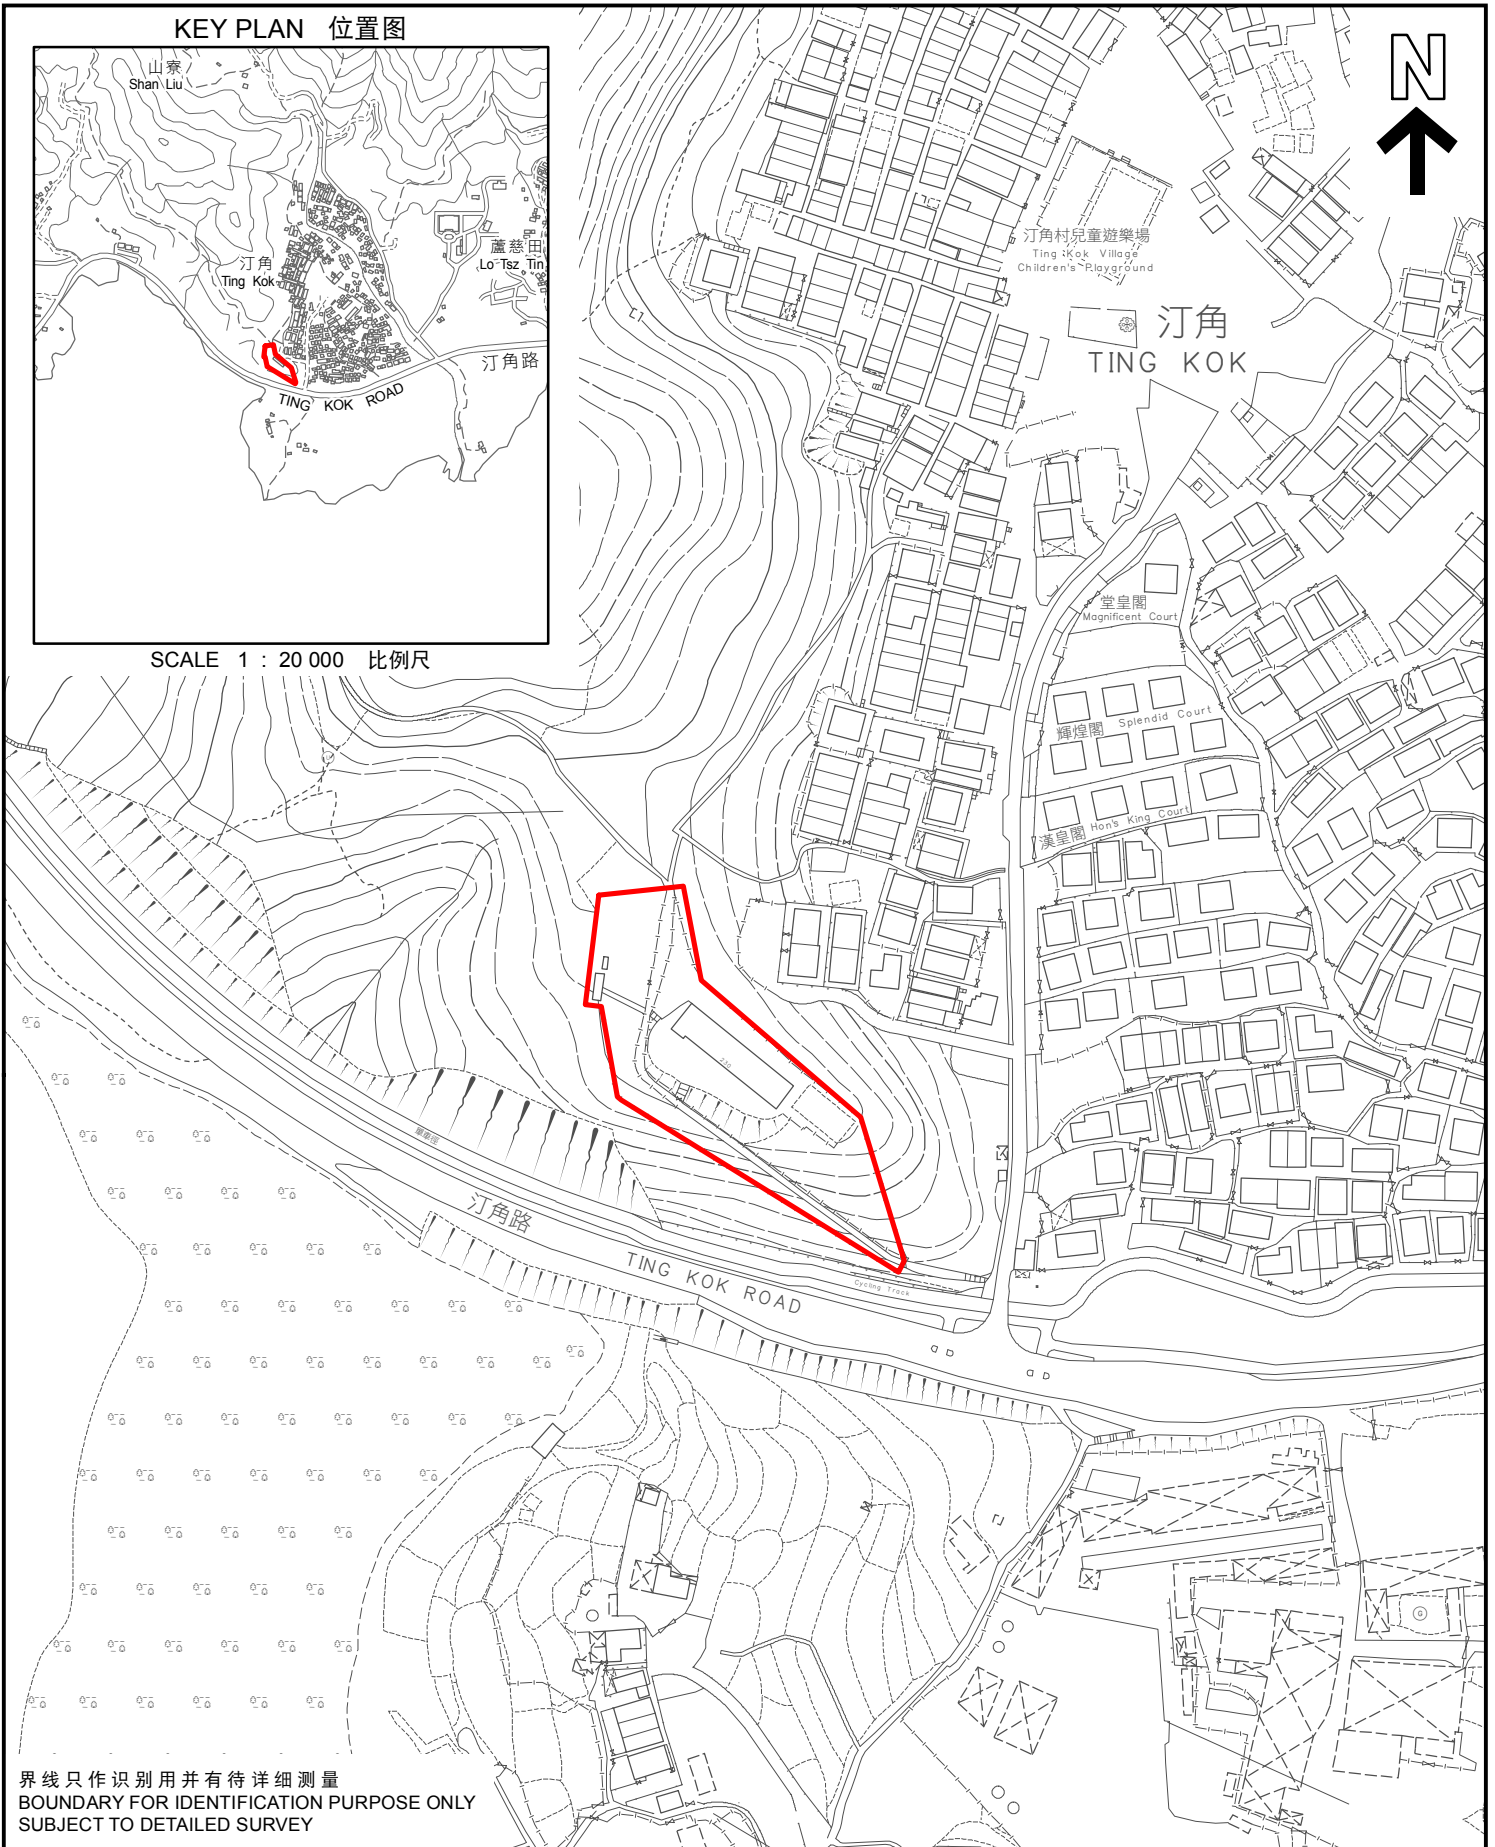 KEY PLAN 位置图
N
山寮
Shan Liu
蘆慈田
Lo Tsz Tin
汀角
Ting Kok
汀角路
TING KOK ROAD
SCALE 1 : 20 000 比例尺
汀角村兒童遊樂場
Ting Kok Village
Children's Playground
汀角
TING KOK
堂皇閣
Magnificent Court
輝煌閣 Splendid Court
漢皇閣 Hon's King Court
單車徑
汀角路
TING KOK ROAD
Cycling Track
G
界线只作识别用并有待详细测量
BOUNDARY FOR IDENTIFICATION PURPOSE ONLY
SUBJECT TO DETAILED SURVEY